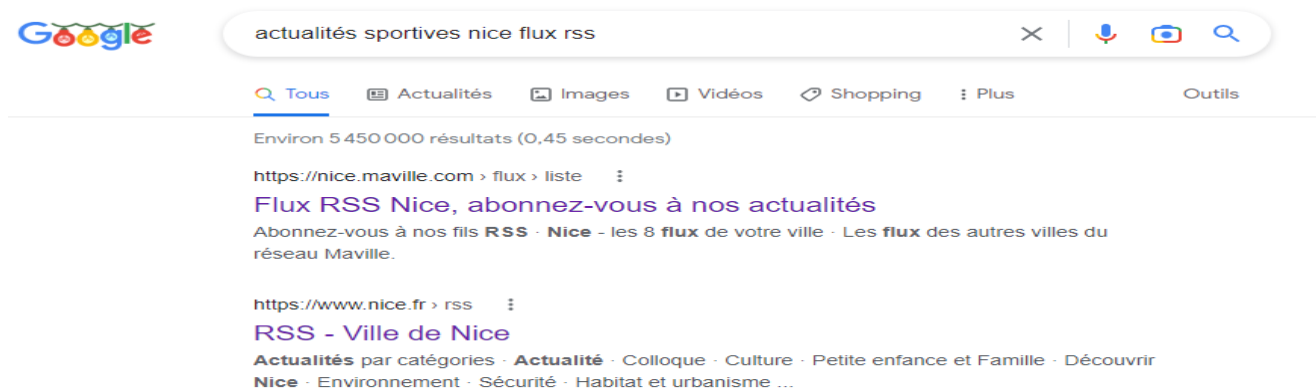 Google
actualités sportives nice flux rss
Tous Actualités Images Vidéos Shopping Plus Outils
Environ 5 450 000 résultats (0,45 secondes)
https://nice.maville.com › flux › liste
Flux RSS Nice, abonnez-vous à nos actualités
Abonnez-vous à nos fils RSS · Nice - les 8 flux de votre ville · Les flux des autres villes du
réseau Maville.
https://www.nice.fr › rss
RSS - Ville de Nice
Actualités par catégories · Actualité · Colloque · Culture · Petite enfance et Famille · Découvrir
Nice · Environnement · Sécurité · Habitat et urbanisme ...